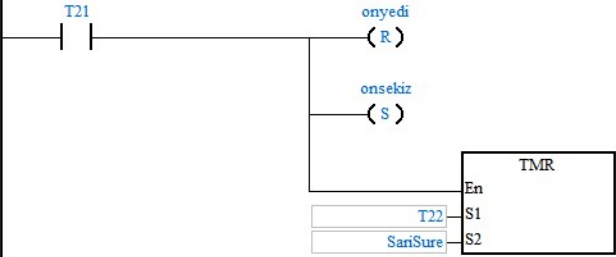 T21
onyedi
R
onsekiz
S
TMR
En
T22 S1
SariSure S2